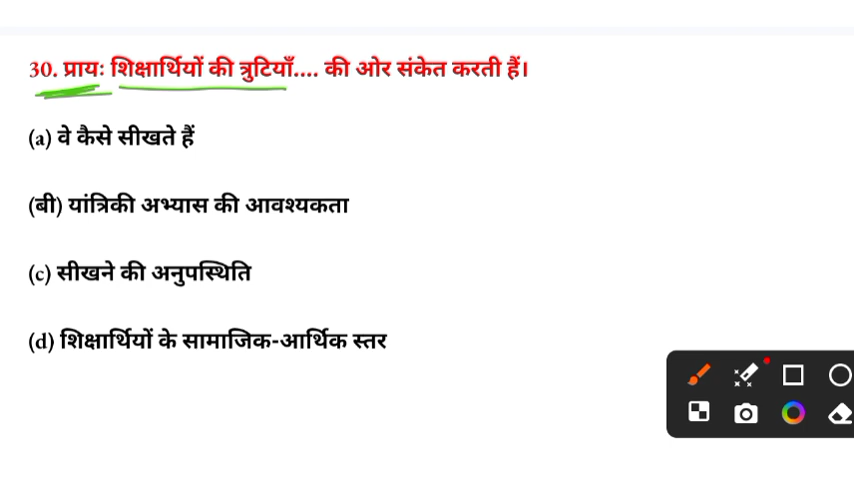 30. प्रायः शिक्षार्थियों की त्रुटियाँ.... की ओर संकेत करती हैं।
(a) वे कैसे सीखते हैं
(बी) यांत्रिकी अभ्यास की आवश्यकता
(c) सीखने की अनुपस्थिति
(d) शिक्षार्थियों के सामाजिक-आर्थिक स्तर